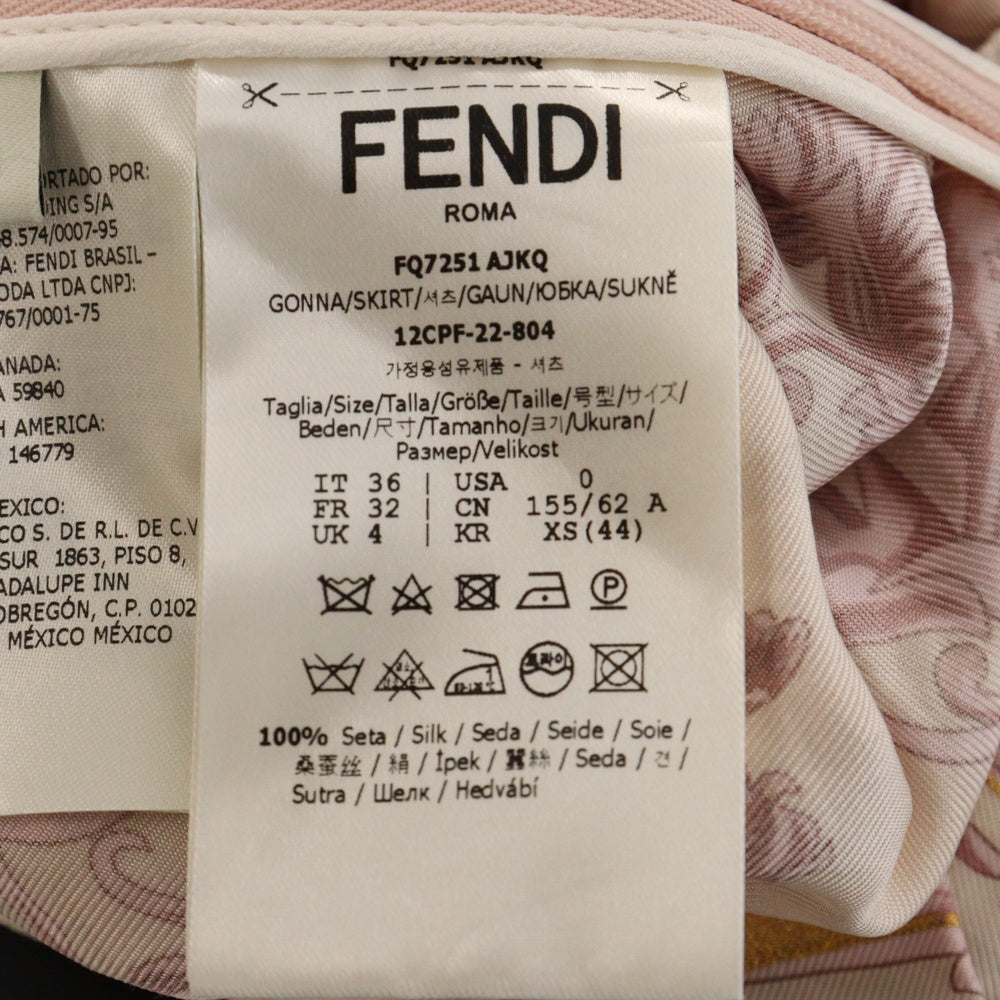 RTADO POR:
ING S/A
8.574/0007-95
A: FENDI BRASIL -
ODA LTDA CNPJ:
767/0001-75
ANADA:
A 59840
H AMERICA:
146779
EXICO:
CO S. DE R.L. DE C.V
SUR 1863, PISO 8,
ADALUPE INN
OBREGÓN, C.P. 0102
MÉXICO MÉXICO
FQ7251 AJKQ
FENDI
ROMA
FQ7251 AJKQ
GONNA/SKIRT/셔츠/GAUN/ЮБКА/SUKNĚ
12CPF-22-804
가정용섬유제품 - 셔츠
Taglia/Size/Talla/Größe/Taille/号型/サイズ/
Beden/尺寸/Tamanho/크기/Ukuran/
Размер/Velikost
IT 36 | USA 0
FR 32 | CN 155/62 A
UK 4 | KR XS(44)
드라이
100% Seta / Silk / Seda / Seide / Soie /
桑蚕丝 / 絹 / İpek / 絲 / Seda / 견 /
Sutra / Шелк / Hedvábí